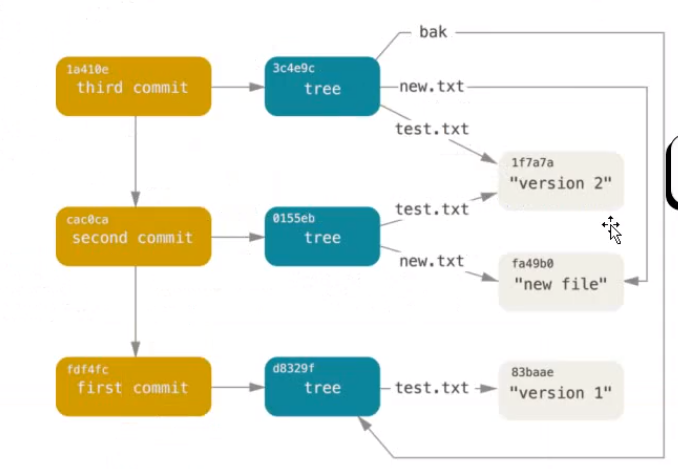 bak
1a410e
third commit
3c4e9c
tree
new.txt
test.txt
1f7a7a
"version 2"
cac0ca
second commit
0155eb
tree
test.txt
new.txt
fa49b0
"new file"
fdf4fc
first commit
d8329f
tree
test.txt
83baae
"version 1"